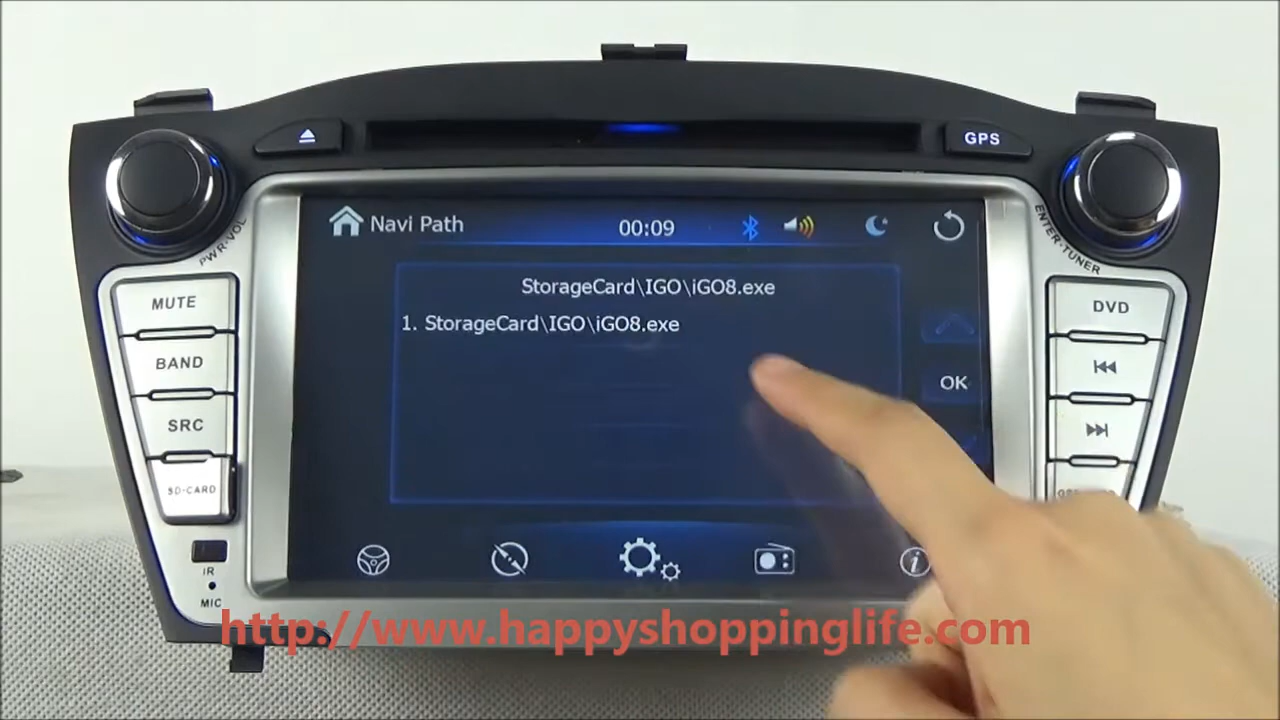 GPS
PWR-VOL
ENTER-TUNER
Navi Path
00:09
StorageCard\IGO\iGO8.exe
1. StorageCard\IGO\iGO8.exe
OK
MUTE
BAND
SRC
SD-CARD
IR
MIC
DVD
http://www.happyshoppinglife.com